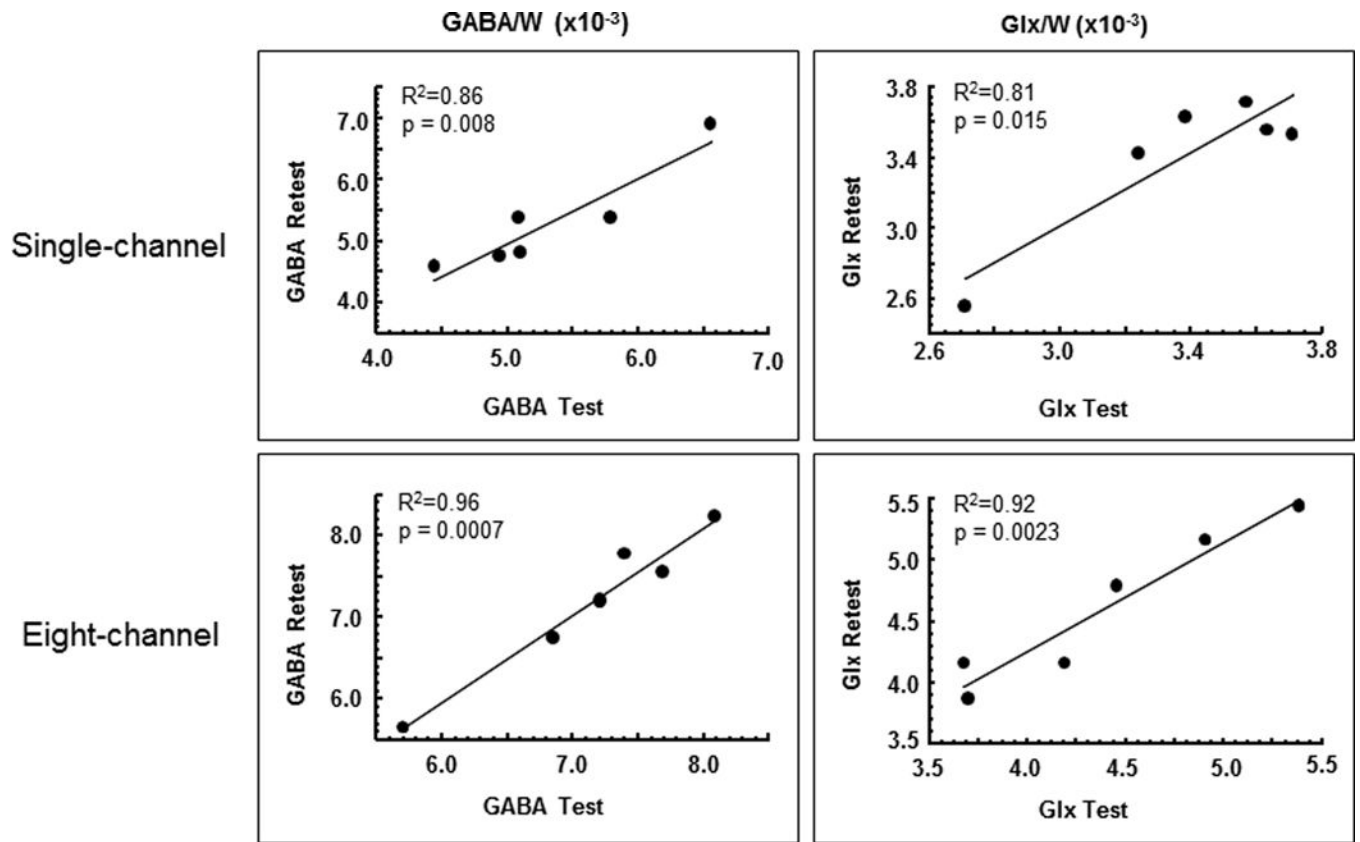 GABA/W (x10⁻³)
Glx/W (x10⁻³)
Single-channel
R²=0.86
p = 0.008
7.0
6.0
5.0
4.0
GABA Retest
4.0 5.0 6.0 7.0
GABA Test
R²=0.81
p = 0.015
3.8
3.4
3.0
2.6
Glx Retest
2.6 3.0 3.4 3.8
Glx Test
Eight-channel
R²=0.96
p = 0.0007
8.0
7.0
6.0
GABA Retest
6.0 7.0 8.0
GABA Test
R²=0.92
p = 0.0023
5.5
5.0
4.5
4.0
3.5
Glx Retest
3.5 4.0 4.5 5.0 5.5
Glx Test